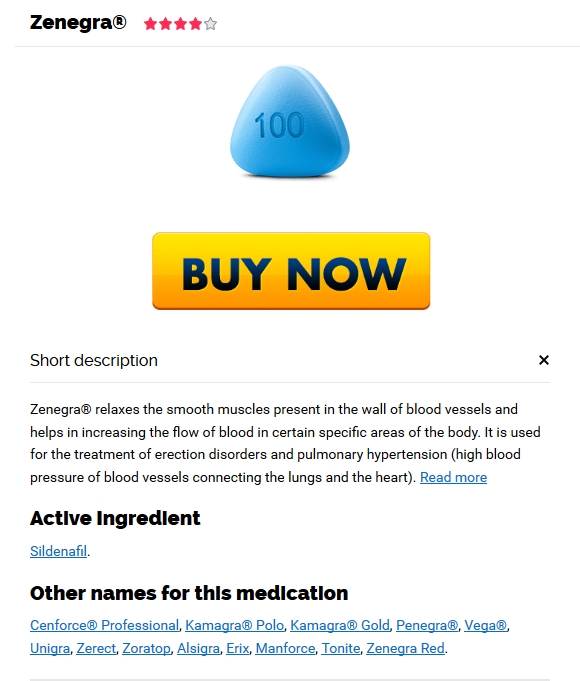 Zenegra®
100
BUY NOW
Short description
Zenegra® relaxes the smooth muscles present in the wall of blood vessels and
helps in increasing the flow of blood in certain specific areas of the body. It is used
for the treatment of erection disorders and pulmonary hypertension (high blood
pressure of blood vessels connecting the lungs and the heart). Read more
Active Ingredient
Sildenafil.
Other names for this medication
Cenforce® Professional, Kamagra® Polo, Kamagra® Gold, Penegra®, Vega®,
Unigra, Zerect, Zoratop, Alsigra, Erix, Manforce, Tonite, Zenegra Red.